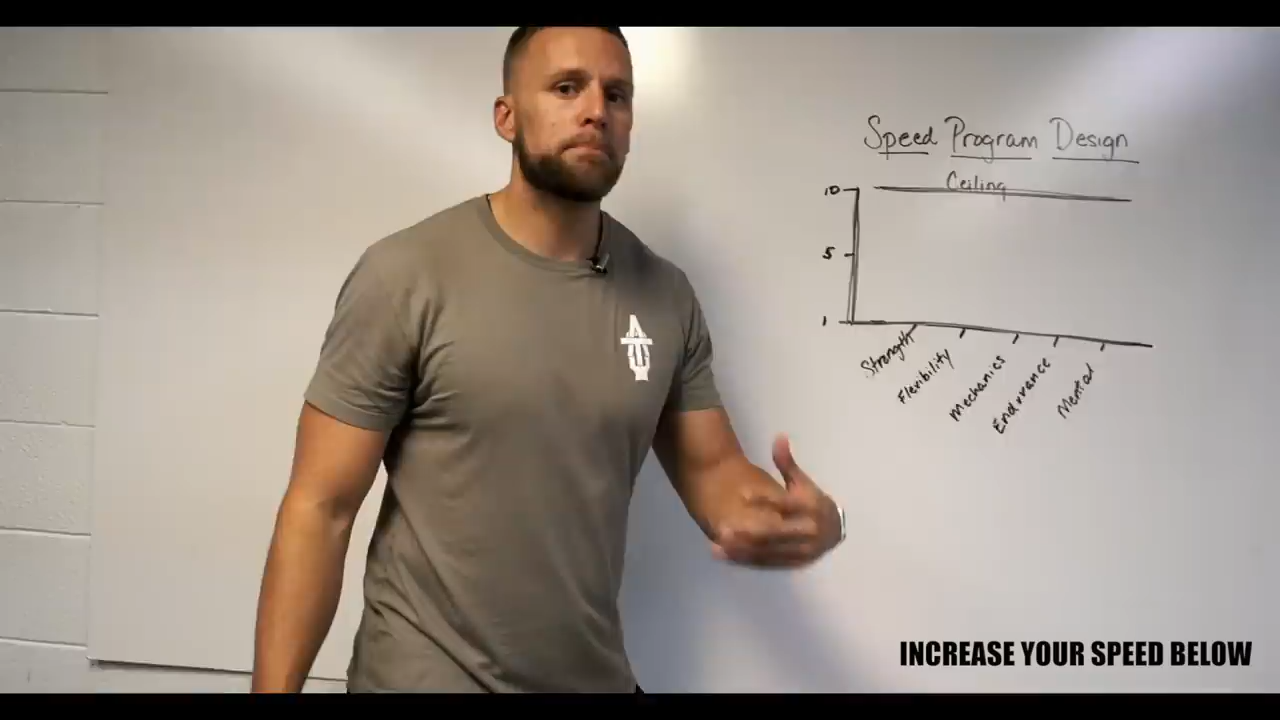 Speed Program Design
Ceiling
10
5
1
Strength
Flexibility
Mechanics
Endurance
Mental
INCREASE YOUR SPEED BELOW